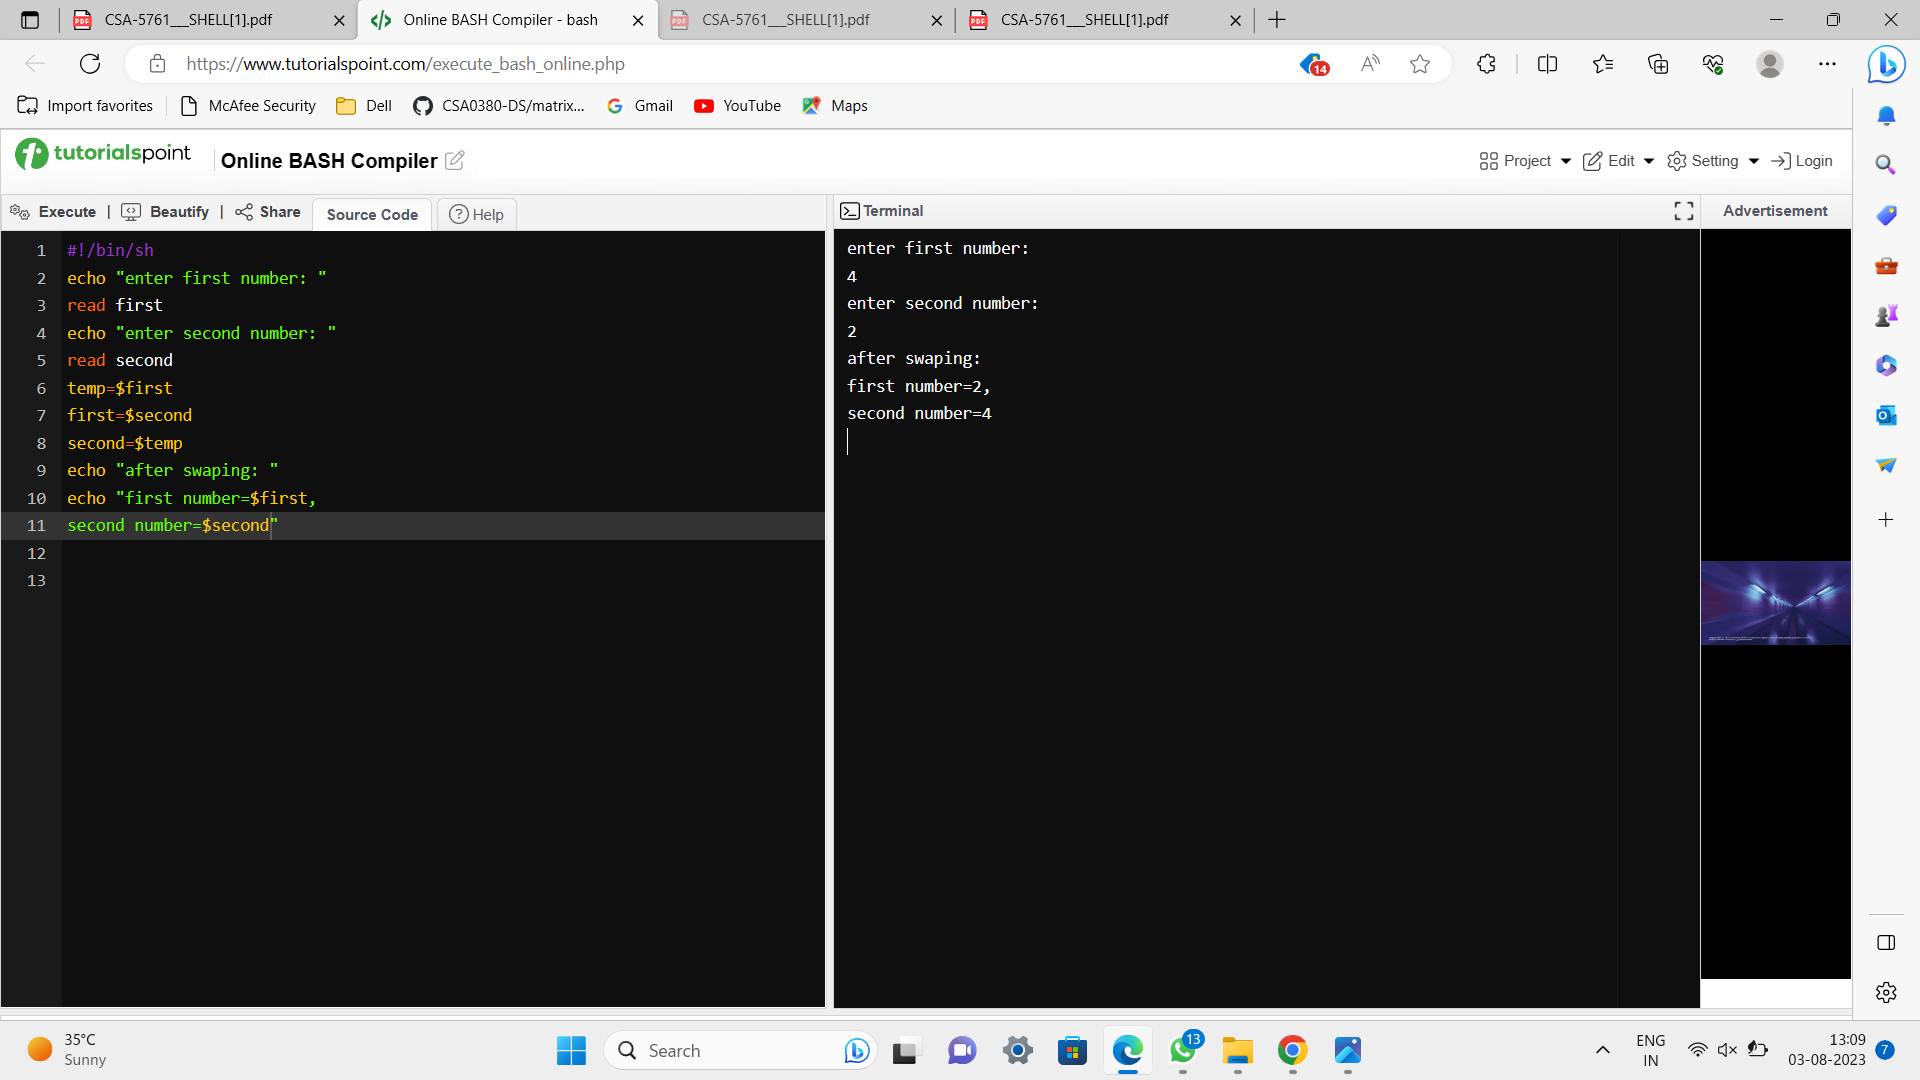 CSA-5761___SHELL[1].pdf
Online BASH Compiler - bash
CSA-5761___SHELL[1].pdf
CSA-5761___SHELL[1].pdf
https://www.tutorialspoint.com/execute_bash_online.php
14
Import favorites
McAfee Security
Dell
CSA0380-DS/matrix...
Gmail
YouTube
Maps
tutorialspoint
Online BASH Compiler
Project
Edit
Setting
Login
Execute | Beautify | Share
Source Code
Help
Terminal
Advertisement
1 #!/bin/sh
2 echo "enter first number: "
3 read first
4 echo "enter second number: "
5 read second
6 temp=$first
7 first=$second
8 second=$temp
9 echo "after swaping: "
10 echo "first number=$first,
11 second number=$second"
12
13
enter first number:
4
enter second number:
2
after swaping:
first number=2,
second number=4
35°C
Sunny
Search
13
ENG
IN
13:09
03-08-2023
7